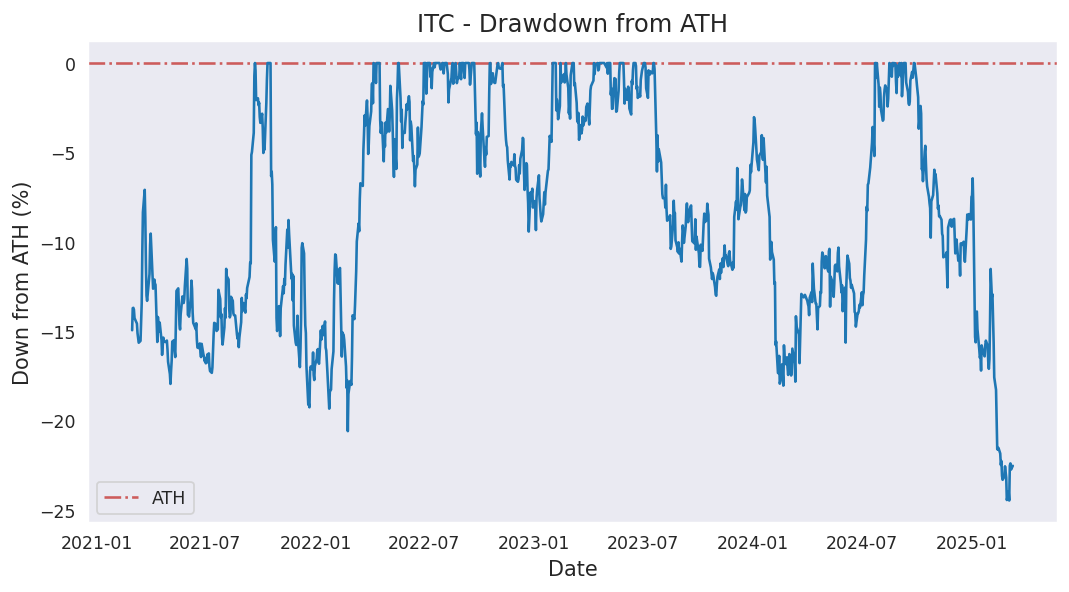 ITC - Drawdown from ATH
Down from ATH (%)
0
−5
−10
−15
−20
−25
ATH
2021-01 2021-07 2022-01 2022-07 2023-01 2023-07 2024-01 2024-07 2025-01
Date